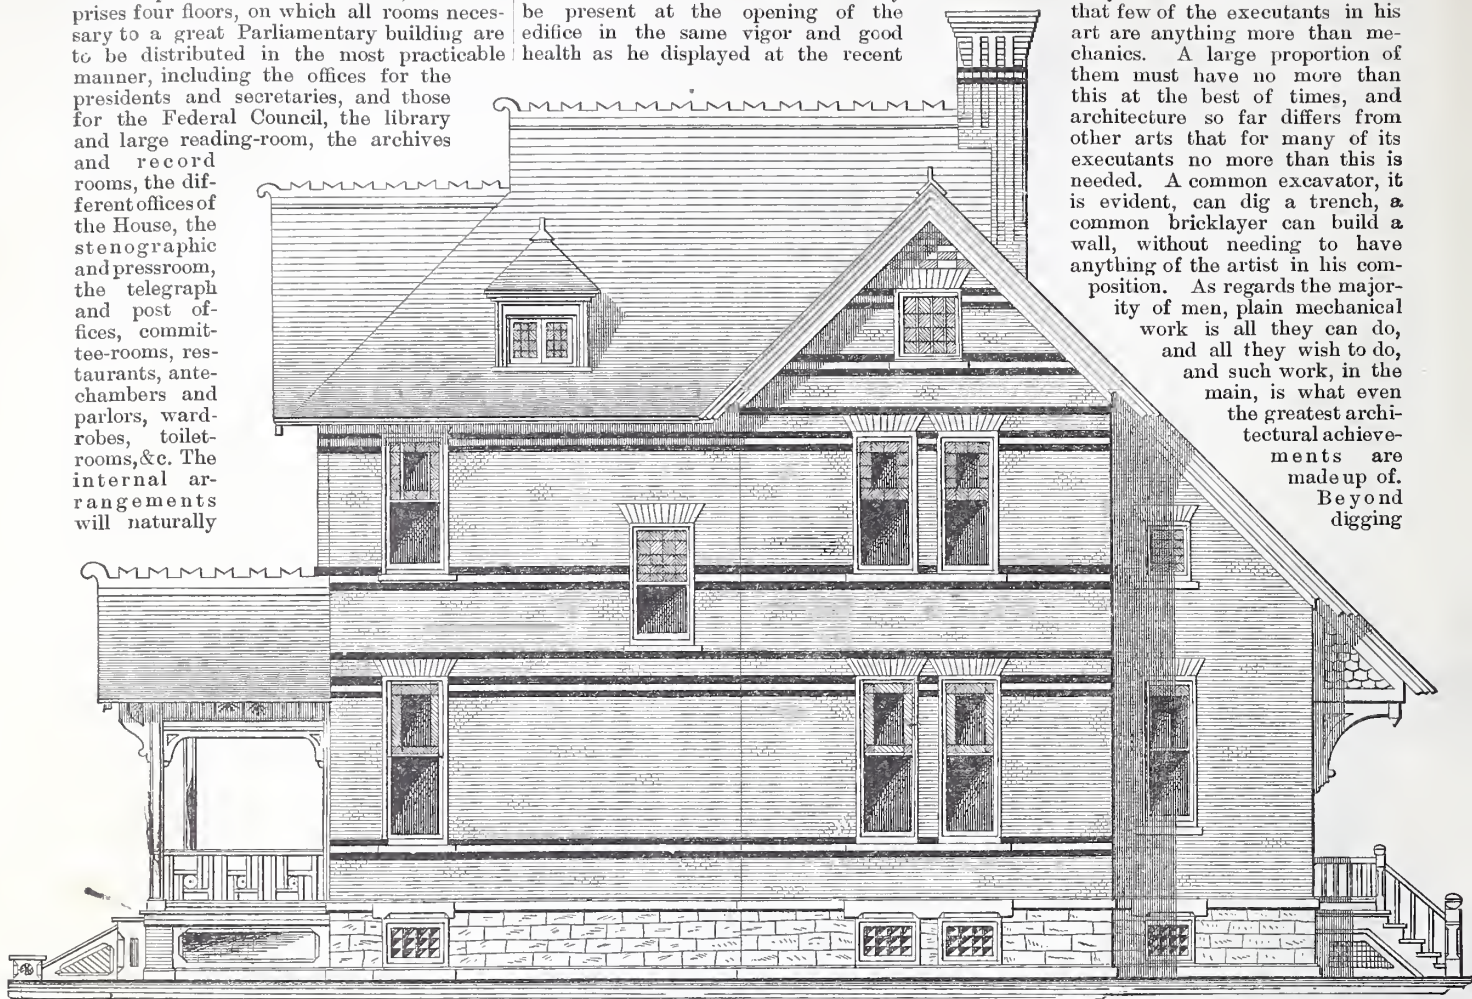 prises four floors, on which all rooms neces-
sary to a great Parliamentary building are
to be distributed in the most practicable
manner, including the offices for the
presidents and secretaries, and those
for the Federal Council, the library
and large reading-room, the archives
and record
rooms, the dif-
ferent offices of
the House, the
stenographic
and pressroom,
the telegraph
and post of-
fices, commit-
tee-rooms, res-
taurants, ante-
chambers and
parlors, ward-
robes, toilet-
rooms, &c. The
internal ar-
rangements
will naturally
be present at the opening of the
edifice in the same vigor and good
health as he displayed at the recent
that few of the executants in his
art are anything more than me-
chanics. A large proportion of
them must have no more than
this at the best of times, and
architecture so far differs from
other arts that for many of its
executants no more than this is
needed. A common excavator, it
is evident, can dig a trench, a
common bricklayer can build a
wall, without needing to have
anything of the artist in his com-
position. As regards the major-
ity of men, plain mechanical
work is all they can do,
and all they wish to do,
and such work, in the
main, is what even
the greatest archi-
tectural achieve-
ments are
made up of.
Beyond
digging